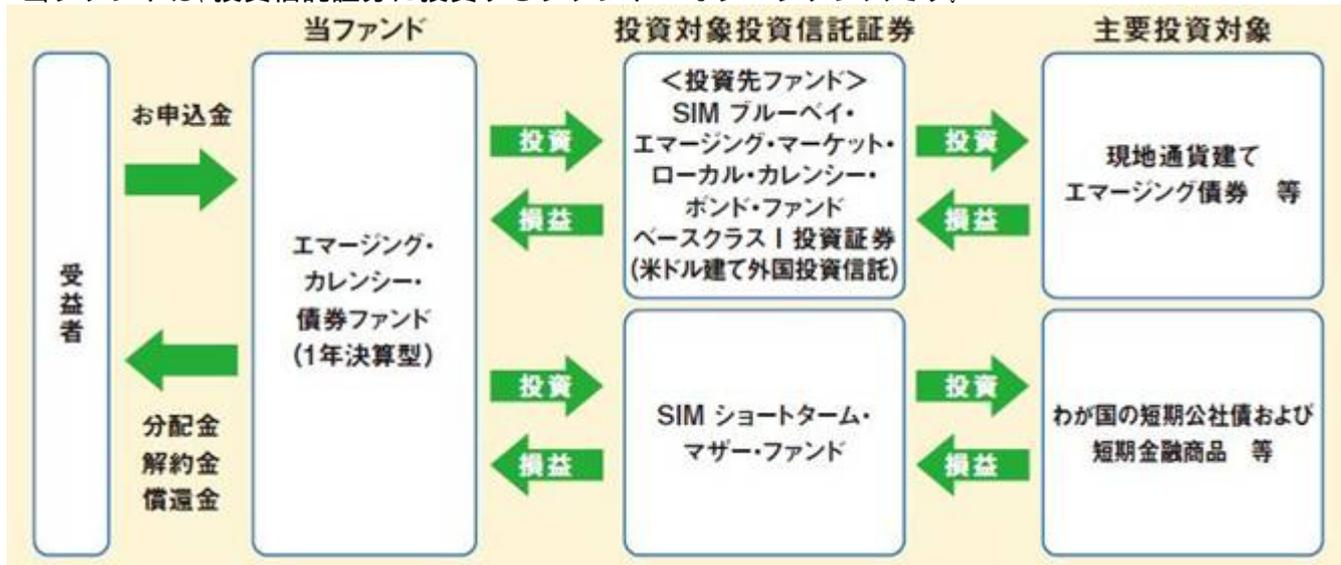 当ファンド
投資対象投資信託証券
主要投資対象
受益者
お申込金
分配金
解約金
償還金
エマージング・
カレンシー・
債券ファンド
(1年決算型)
投資
損益
<投資先ファンド>
SIM ブルーベイ・
エマージング・マーケット・
ローカル・カレンシー・
ボンド・ファンド
ベースクラス I 投資証券
(米ドル建て外国投資信託)
投資
損益
現地通貨建て
エマージング債券 等
投資
損益
SIM ショートターム・
マザー・ファンド
投資
損益
わが国の短期公社債および
短期金融商品 等